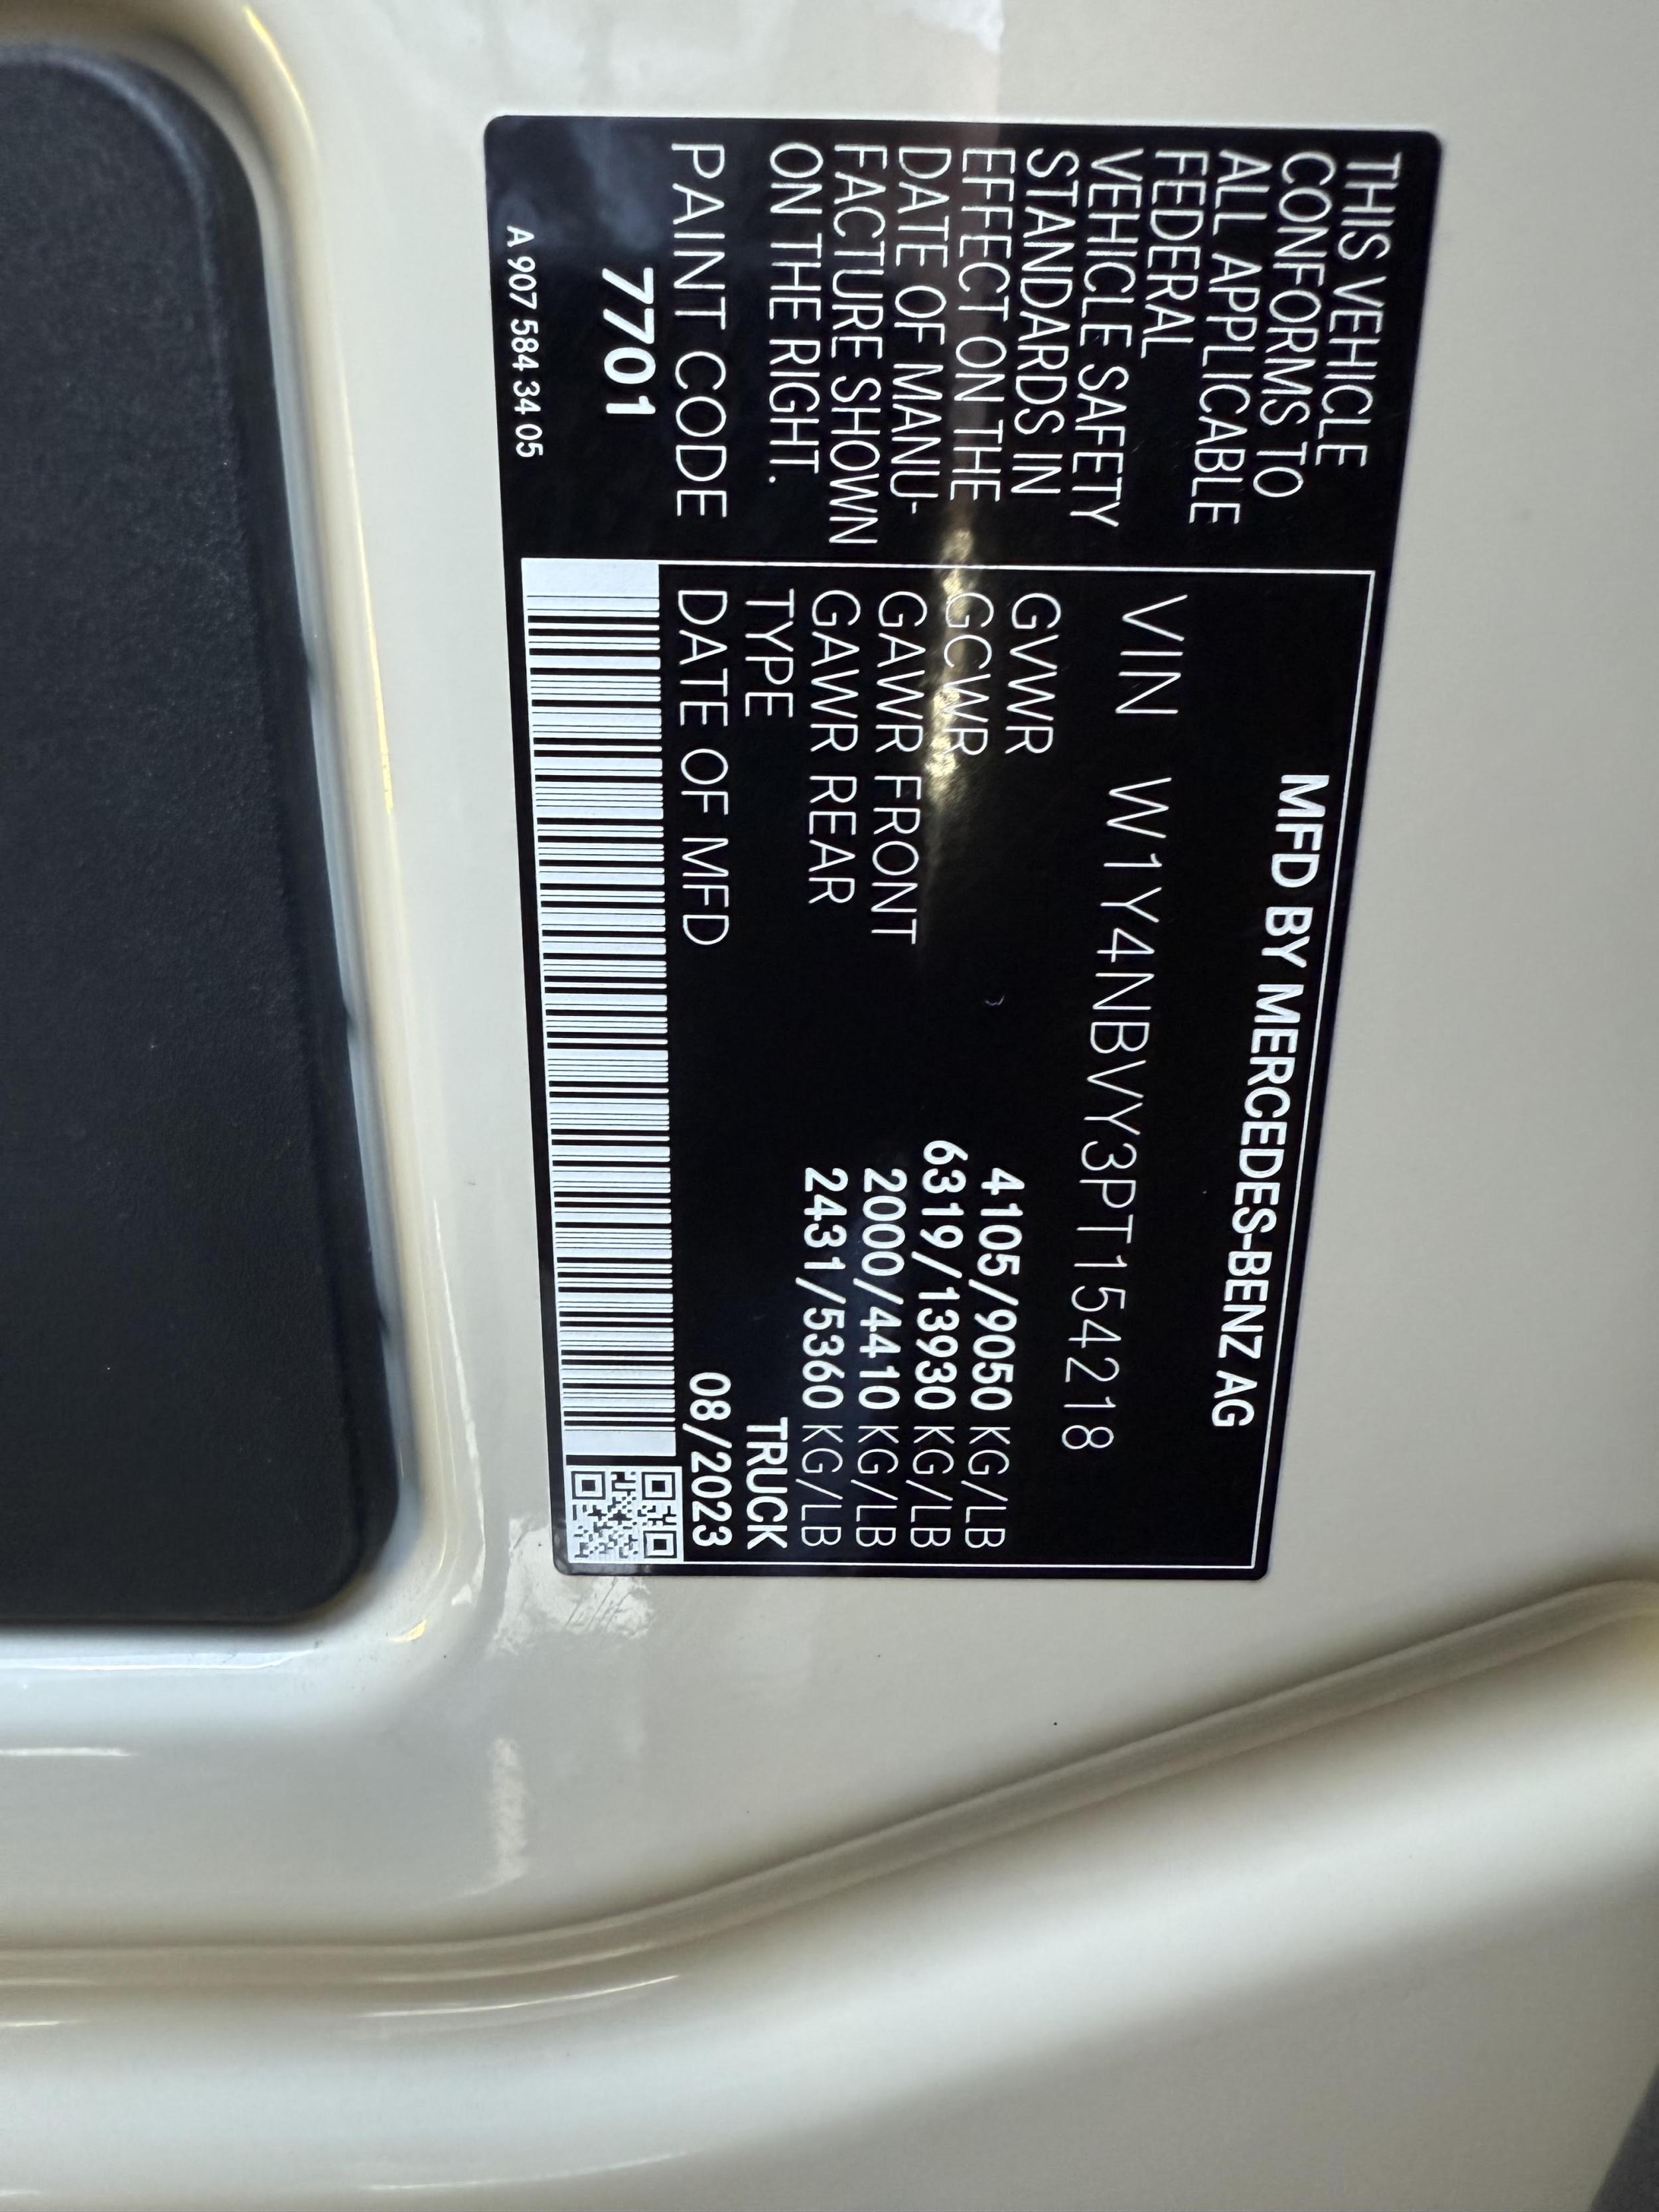 THIS VEHICLE
CONFORMS TO
ALL APPLICABLE
FEDERAL
VEHICLE SAFETY
STANDARDS IN
EFFECT ON THE
DATE OF MANU-
FACTURE SHOWN
ON THE RIGHT.
PAINT CODE
7701
A 907 584 34 05
MFD BY MERCEDES-BENZ AG
VIN W1Y4NBVY3PT154218
GVWR 4105/9050 KG/LB
GCWR 6319/13930 KG/LB
GAWR FRONT 2000/4410 KG/LB
GAWR REAR 2431/5360 KG/LB
TYPE TRUCK
DATE OF MFD 08/2023